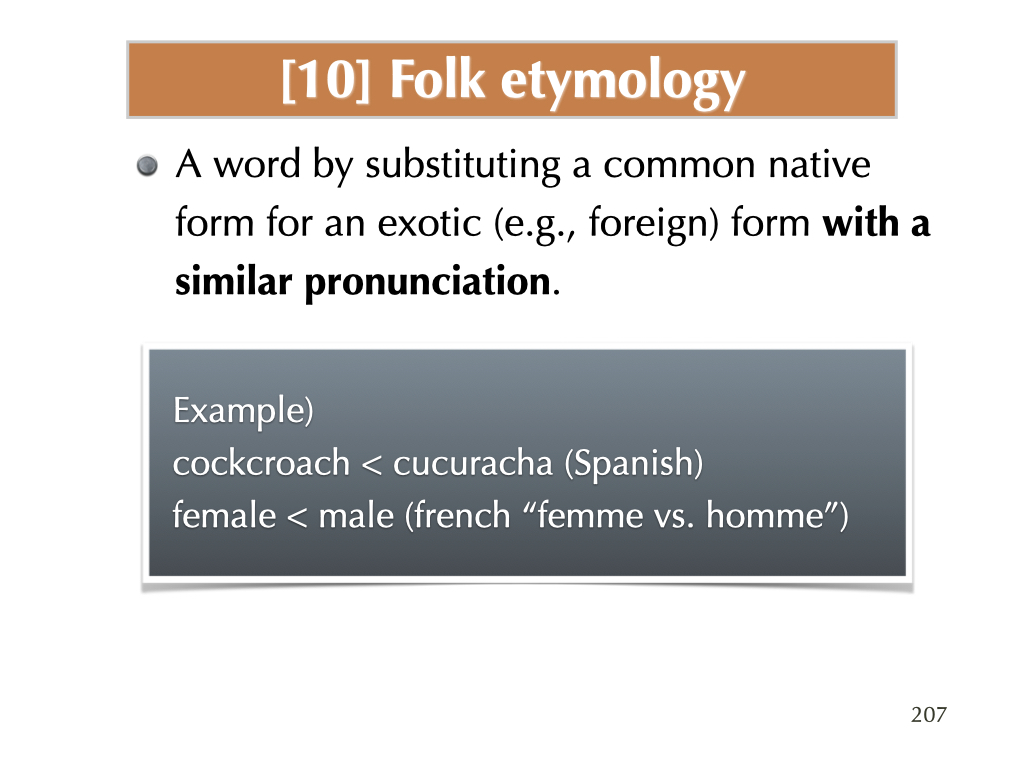 [10] Folk etymology
A word by substituting a common native
form for an exotic (e.g., foreign) form with a
similar pronunciation.
Example)
cockcroach < cucuracha (Spanish)
female < male (french “femme vs. homme”)
207